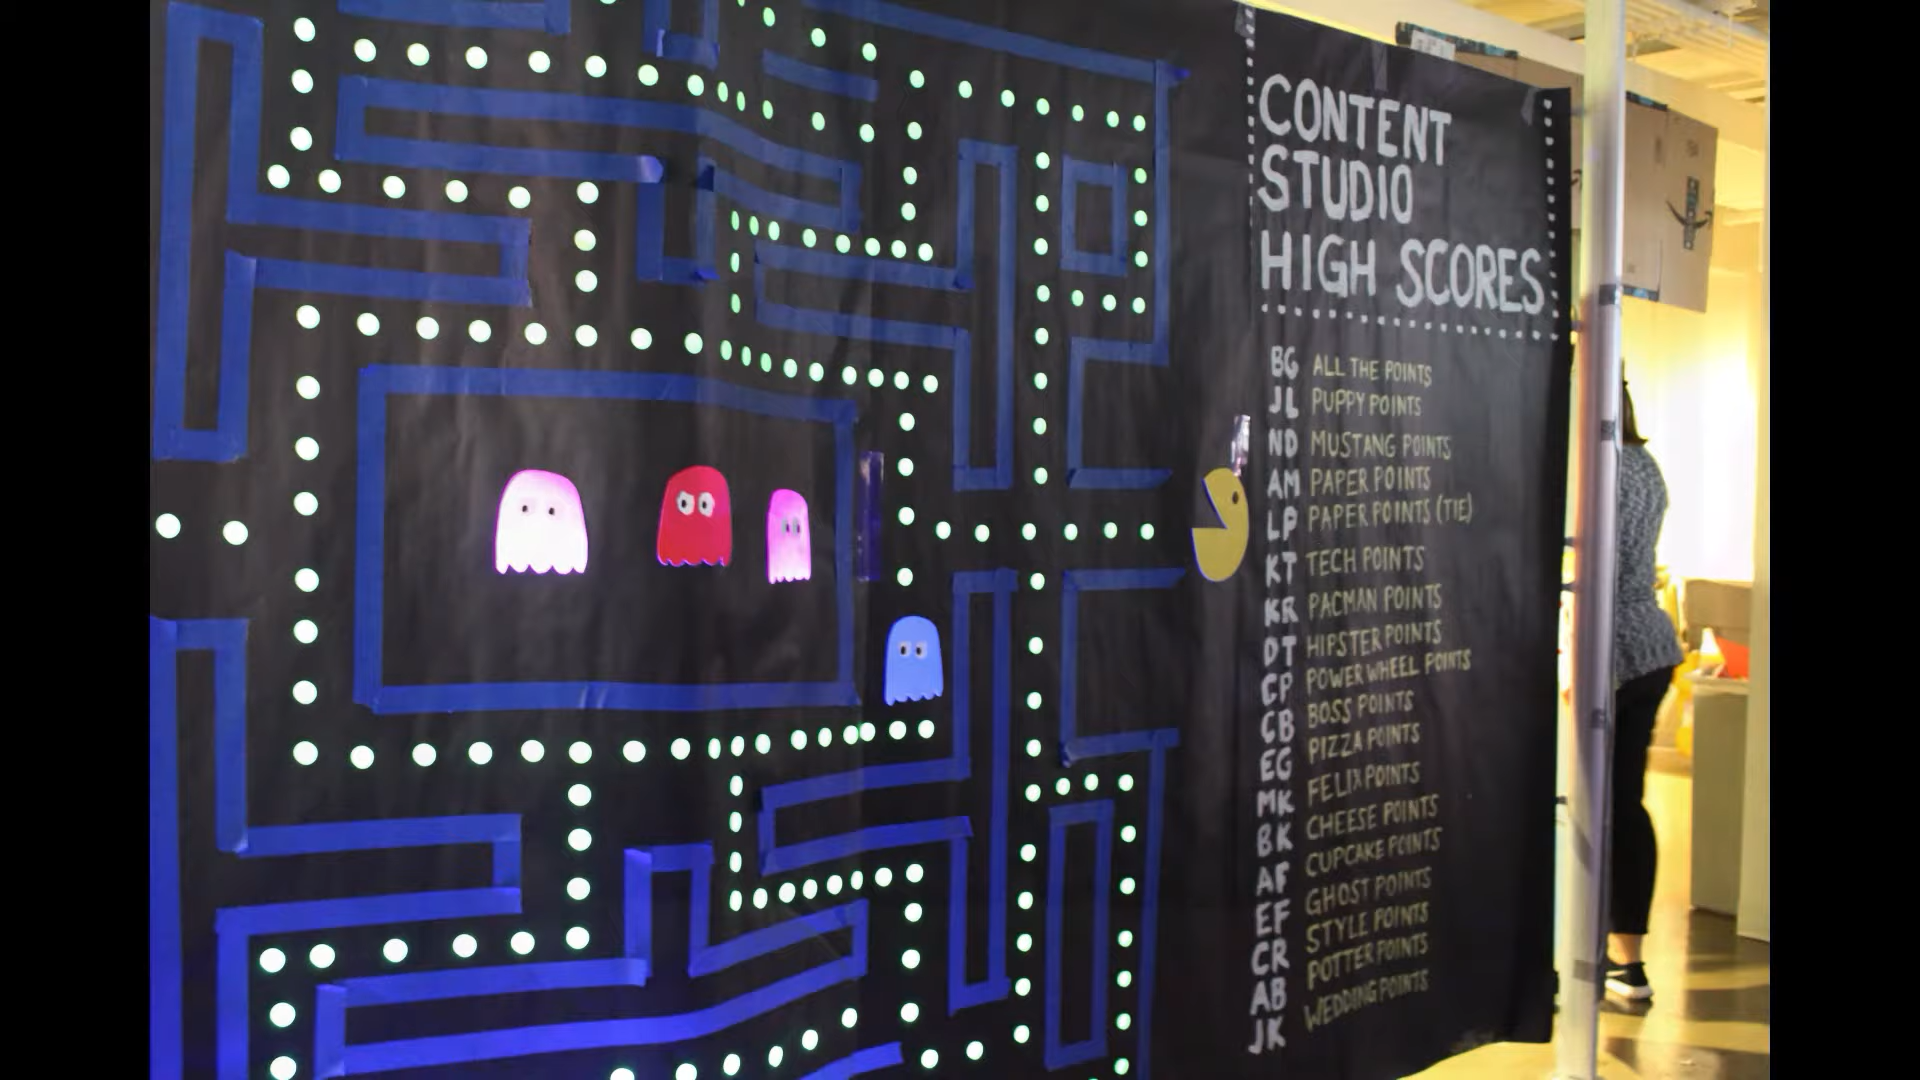 CONTENT
STUDIO
HIGH SCORES
BG ALL THE POINTS
JL PUPPY POINTS
ND MUSTANG POINTS
AM PAPER POINTS
LP PAPER POINTS (TIE)
KT TECH POINTS
KR PACMAN POINTS
DT HIPSTER POINTS
CP POWER WHEEL POINTS
CB BOSS POINTS
EG PIZZA POINTS
MK FELIX POINTS
BK CHEESE POINTS
AF CUPCAKE POINTS
EF GHOST POINTS
CR STYLE POINTS
AB POTTER POINTS
JK WEDDING POINTS